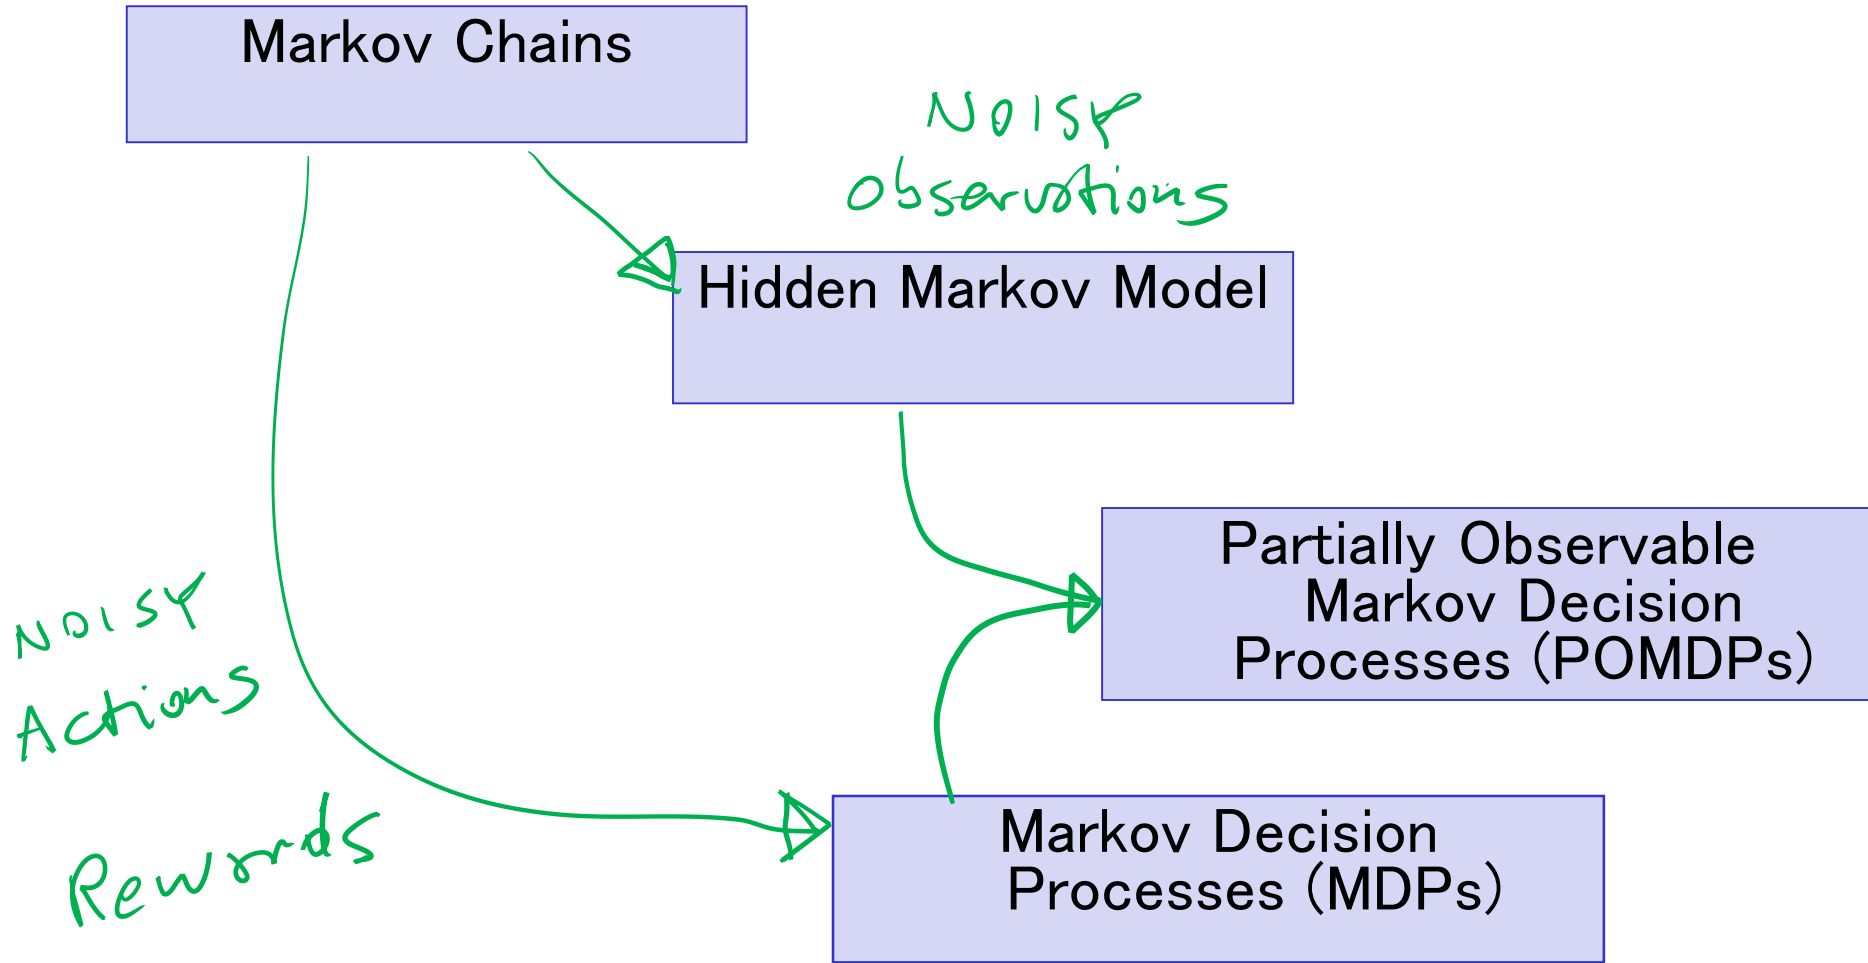 Markov Chains
NOISY
observations
Hidden Markov Model
Partially Observable
Markov Decision
Processes (POMDPs)
NOISY
Actions
Rewards
Markov Decision
Processes (MDPs)